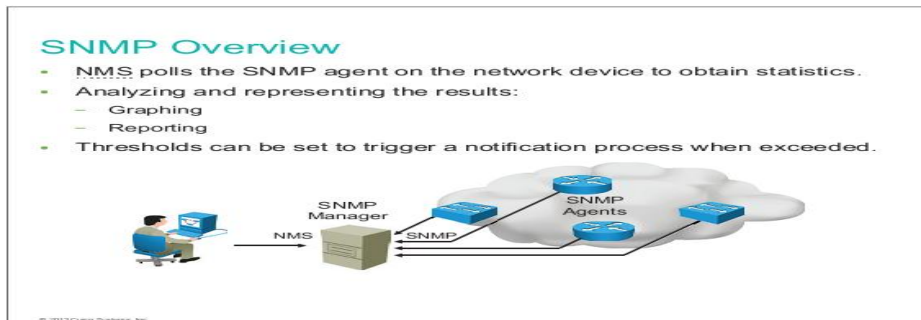 SNMP Overview
• NMS polls the SNMP agent on the network device to obtain statistics.
• Analyzing and representing the results:
– Graphing
– Reporting
• Thresholds can be set to trigger a notification process when exceeded.
SNMP
Manager
SNMP
Agents
NMS
SNMP